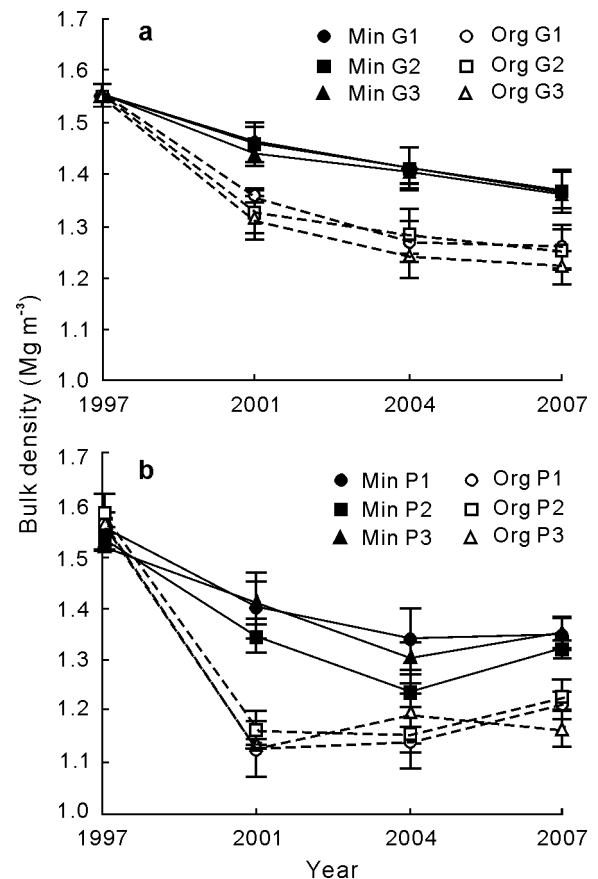 a
Min G1 Org G1
Min G2 Org G2
Min G3 Org G3
1.7
1.6
1.5
1.4
1.3
1.2
1.1
1.0
1997 2001 2004 2007
Bulk density (Mg m⁻³)
b
Min P1 Org P1
Min P2 Org P2
Min P3 Org P3
1.7
1.6
1.5
1.4
1.3
1.2
1.1
1.0
1997 2001 2004 2007
Year